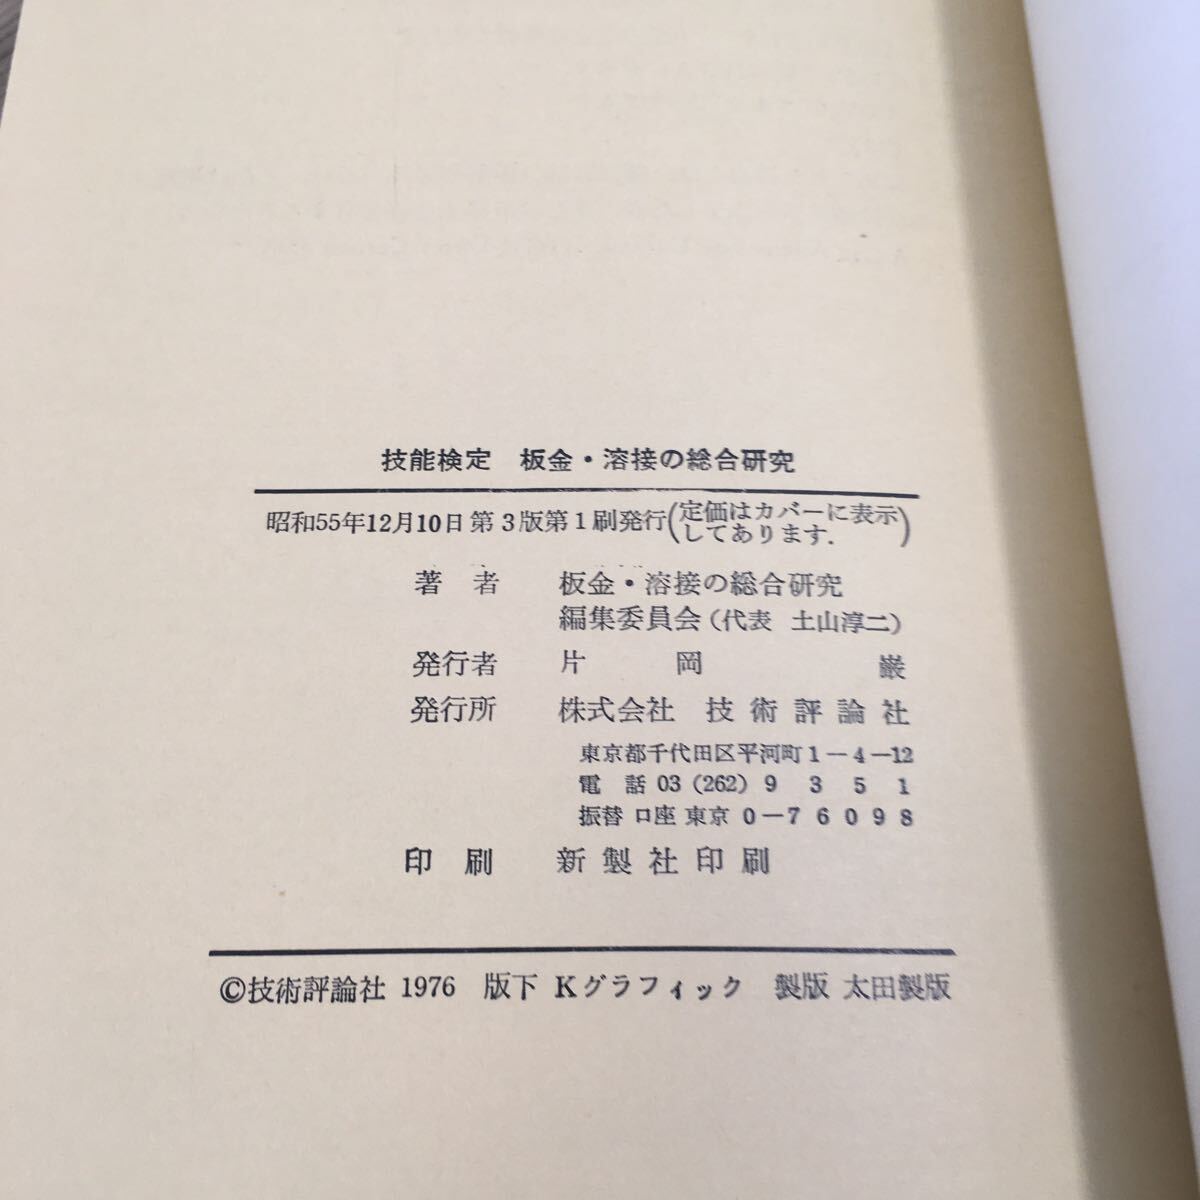 技能検定 板金・溶接の総合研究
昭和55年12月10日 第3版第1刷発行(定価はカバーに表示してあります.)
著 者 板金・溶接の総合研究
編集委員会(代表 土山淳二)
発行者 片 岡 巌
発行所 株式会社 技術評論社
東京都千代田区平河町1-4-12
電 話 03 (262) 9 3 5 1
振替 口座 東京 0-7 6 0 9 8
印 刷 新製社印刷
©技術評論社 1976 版下 Kグラフィック 製版 太田製版